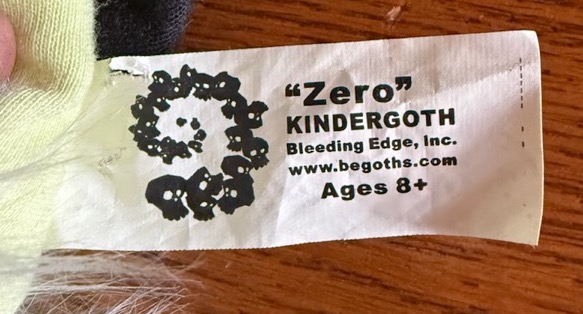 “Zero”
KINDERGOTH
Bleeding Edge, Inc.
www.begoths.com
Ages 8+